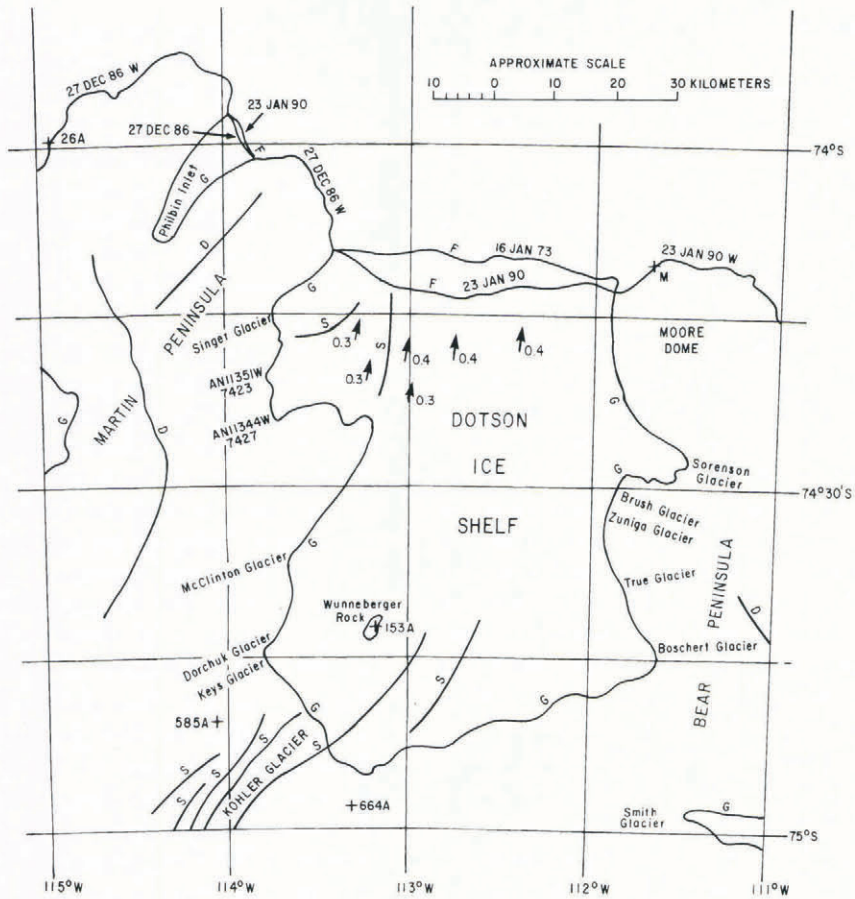 APPROXIMATE SCALE
10 0 10 20 30 KILOMETERS
27 DEC 86 W
23 JAN 90
27 DEC 86
26A
F
74°S
27 DEC 86 W
G
Philbin Inlet
D
F
16 JAN 73
23 JAN 90 W
M
F
23 JAN 90
G
PENINSULA
Singer Glacier
S
S
MOORE
DOME
0.3
0.4
0.4
0.4
0.3
0.3
AN11351W
7423
G
G
MARTIN
D
AN11344W
7427
DOTSON
ICE
SHELF
G
Sorenson
Glacier
74°30'S
Brush Glacier
Zuniga Glacier
McClinton Glacier
G
True Glacier
PENINSULA
D
Wunneberger
Rock
153A
Dorchuk Glacier
Keys Glacier
Boschert Glacier
S
G
G
BEAR
585A
S
KOHLER GLACIER
S
S
S
664A
Smith
Glacier
G
75°S
115°W
114°W
113°W
112°W
111°W